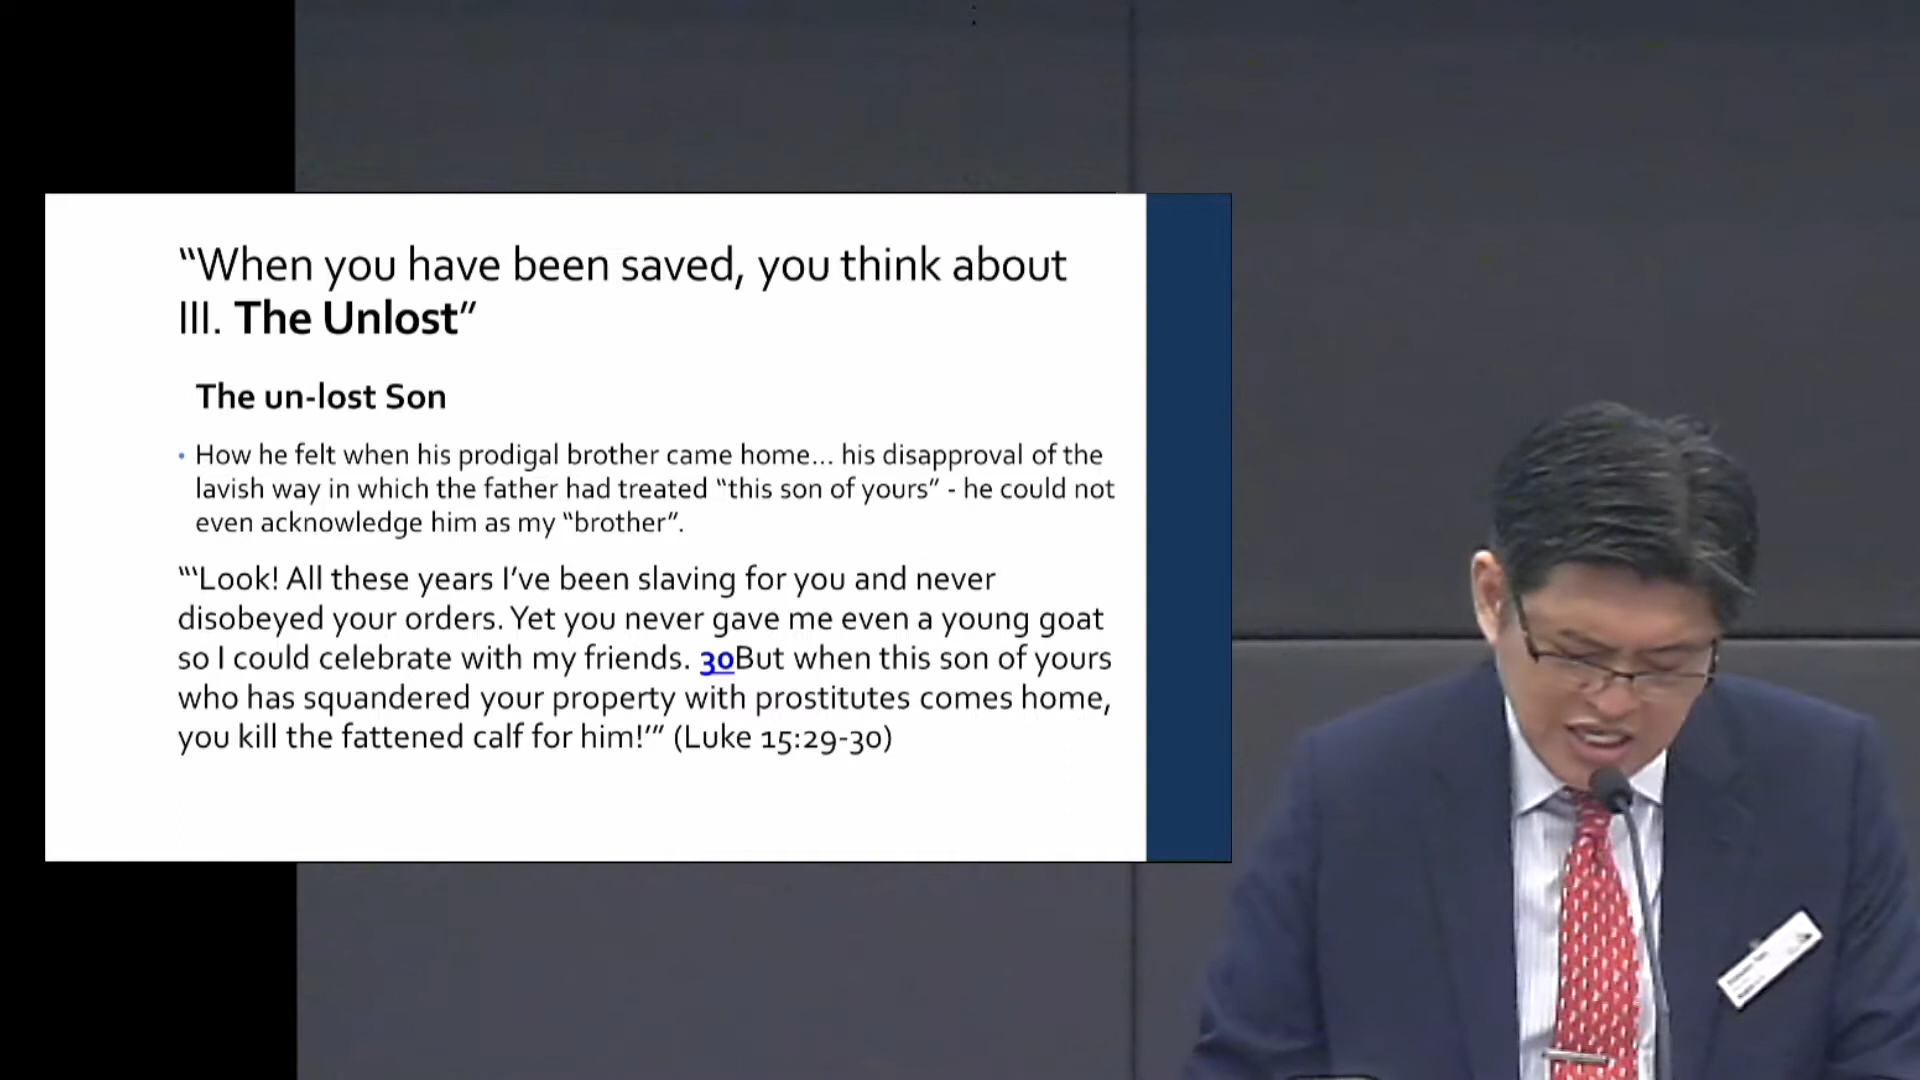 “When you have been saved, you think about
III. The Unlost”
The un-lost Son
• How he felt when his prodigal brother came home... his disapproval of the
lavish way in which the father had treated “this son of yours” - he could not
even acknowledge him as my “brother”.
“‘Look! All these years I’ve been slaving for you and never
disobeyed your orders. Yet you never gave me even a young goat
so I could celebrate with my friends. 30But when this son of yours
who has squandered your property with prostitutes comes home,
you kill the fattened calf for him!’” (Luke 15:29-30)